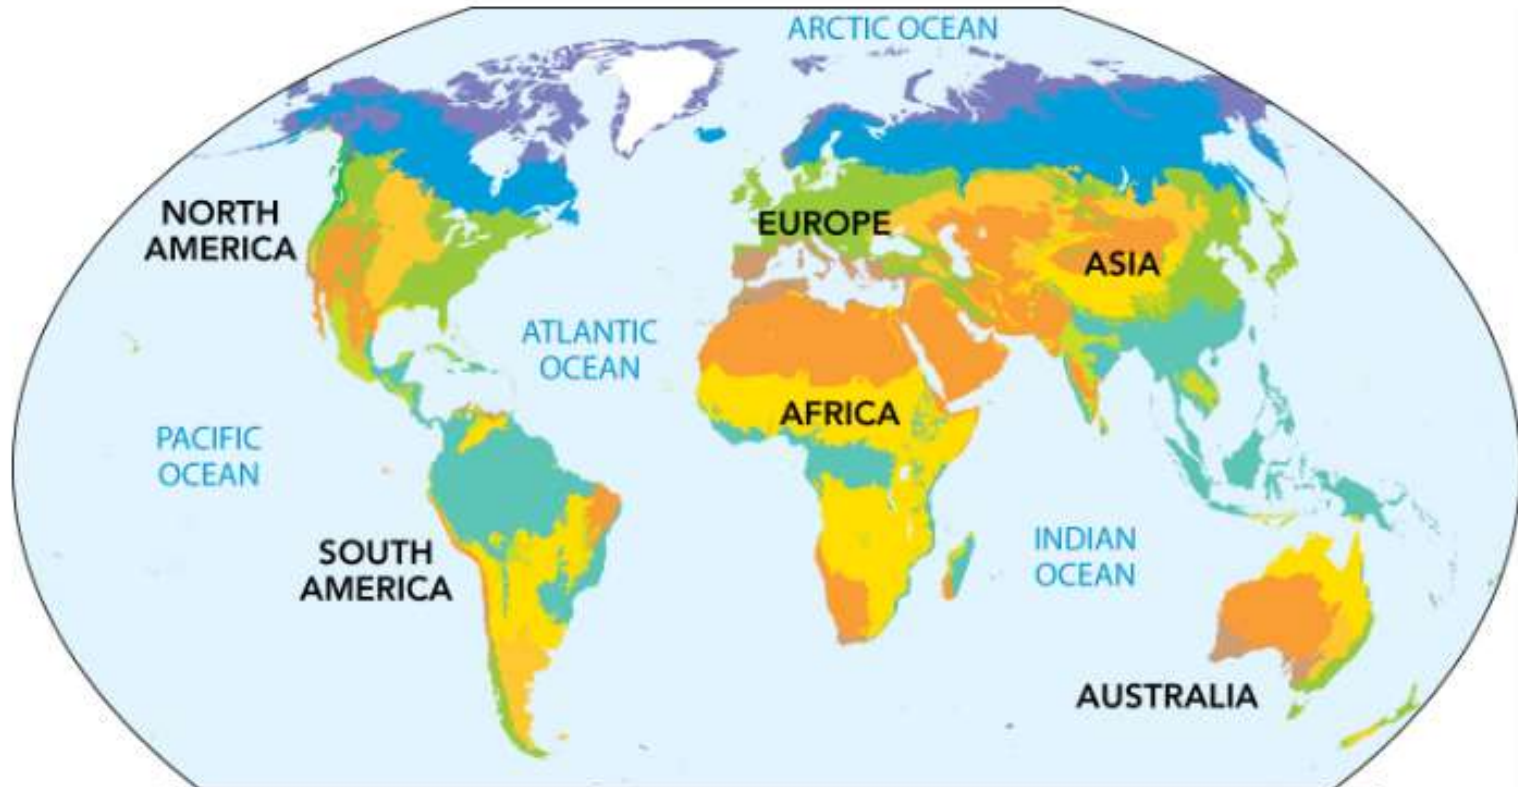 ARCTIC OCEAN
NORTH
AMERICA
EUROPE
ASIA
ATLANTIC
OCEAN
AFRICA
PACIFIC
OCEAN
SOUTH
AMERICA
INDIAN
OCEAN
AUSTRALIA